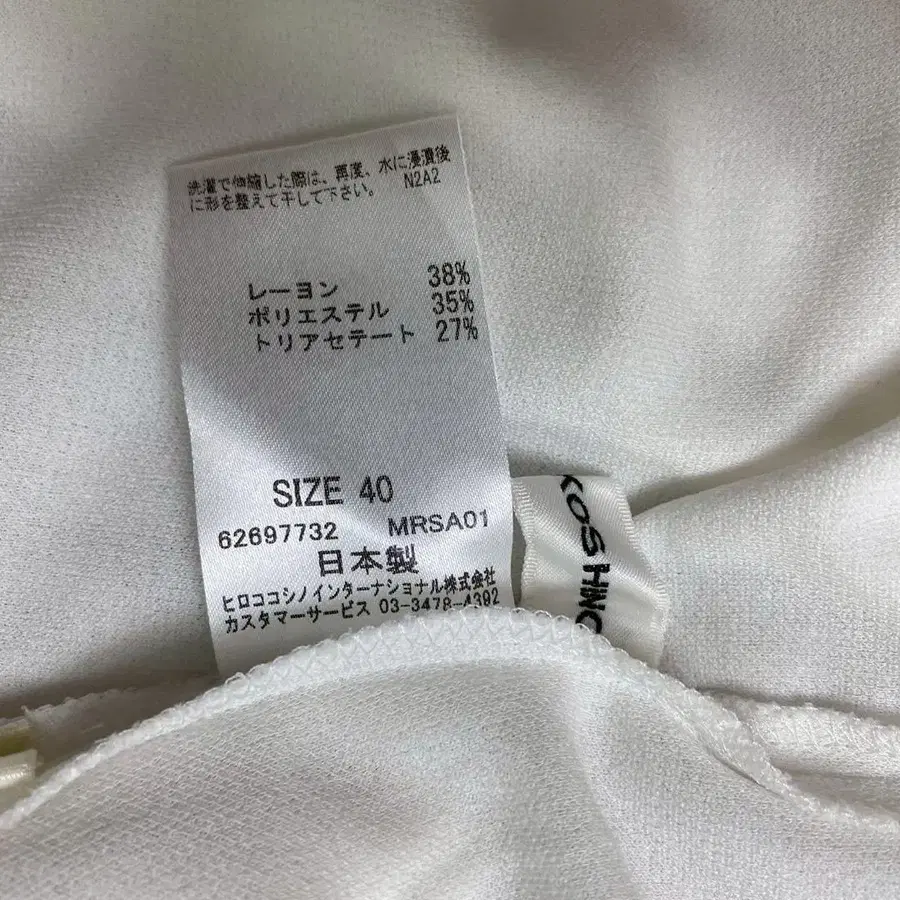 洗濯で伸縮した際は、再度、水に浸漬後
に形を整えて干して下さい。 N2A2
レーヨン 38%
ポリエステル 35%
トリアセテート 27%
SIZE 40
62697732 MRSA01
日本製
ヒロココシノインターナショナル株式会社
カスタマーサービス 03-3478-4392
KOSHINO